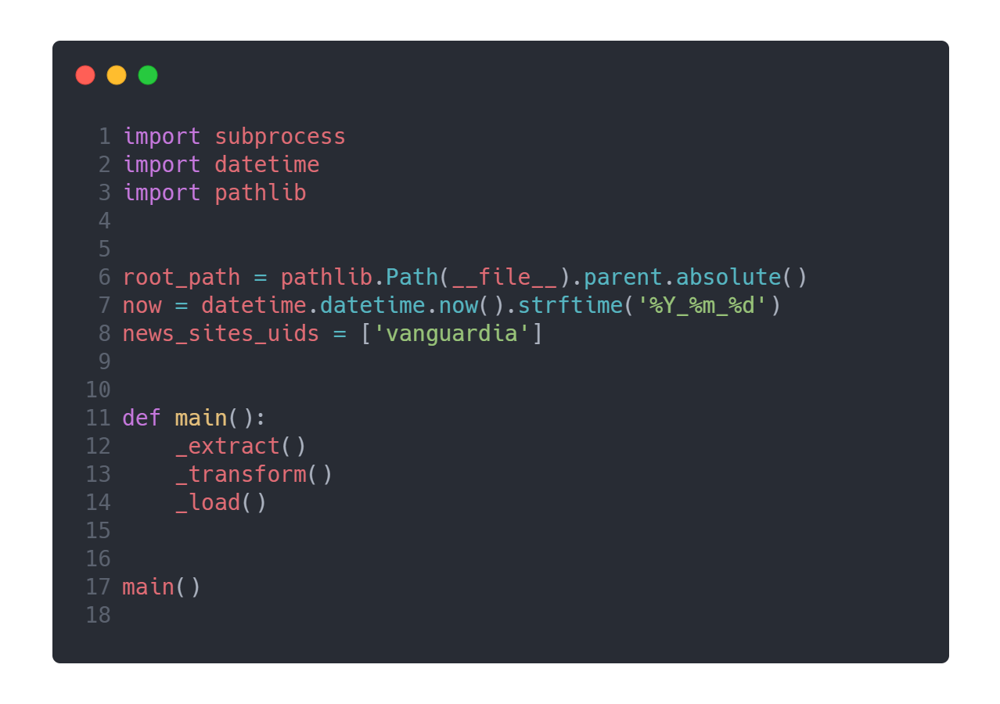 1 import subprocess
2 import datetime
3 import pathlib
4
5
6 root_path = pathlib.Path(__file__).parent.absolute()
7 now = datetime.datetime.now().strftime('%Y_%m_%d')
8 news_sites_uids = ['vanguardia']
9
10
11 def main():
12     _extract()
13     _transform()
14     _load()
15
16
17 main()
18